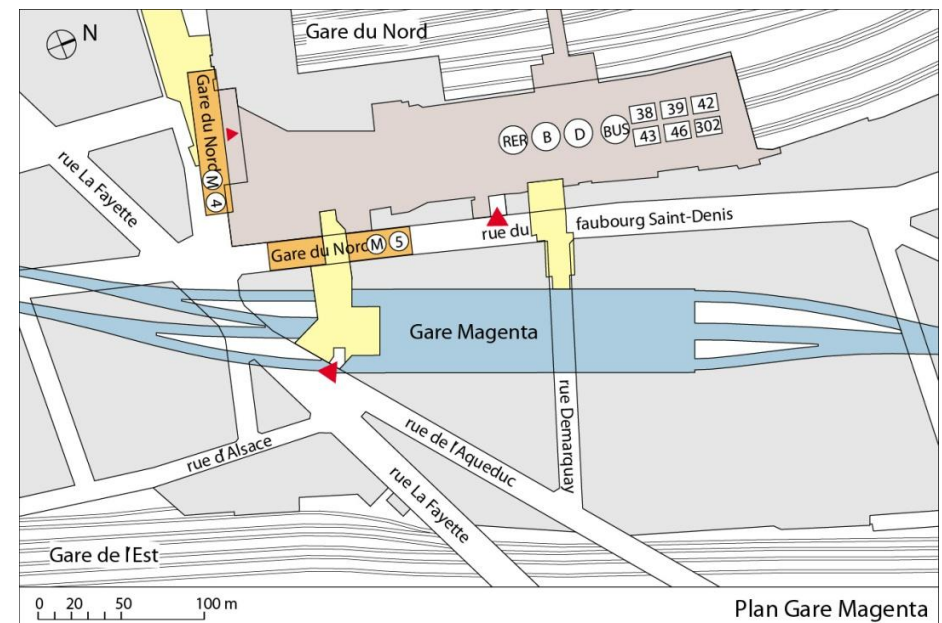 N
Gare du Nord
Gare du Nord
M
4
RER
B
D
BUS
38
39
42
43
46
302
rue La Fayette
Gare du Nord
M
5
rue du
faubourg Saint-Denis
Gare Magenta
rue d'Alsace
rue de l'Aqueduc
rue Demarquay
rue La Fayette
Gare de l'Est
0 20 50 100 m
Plan Gare Magenta